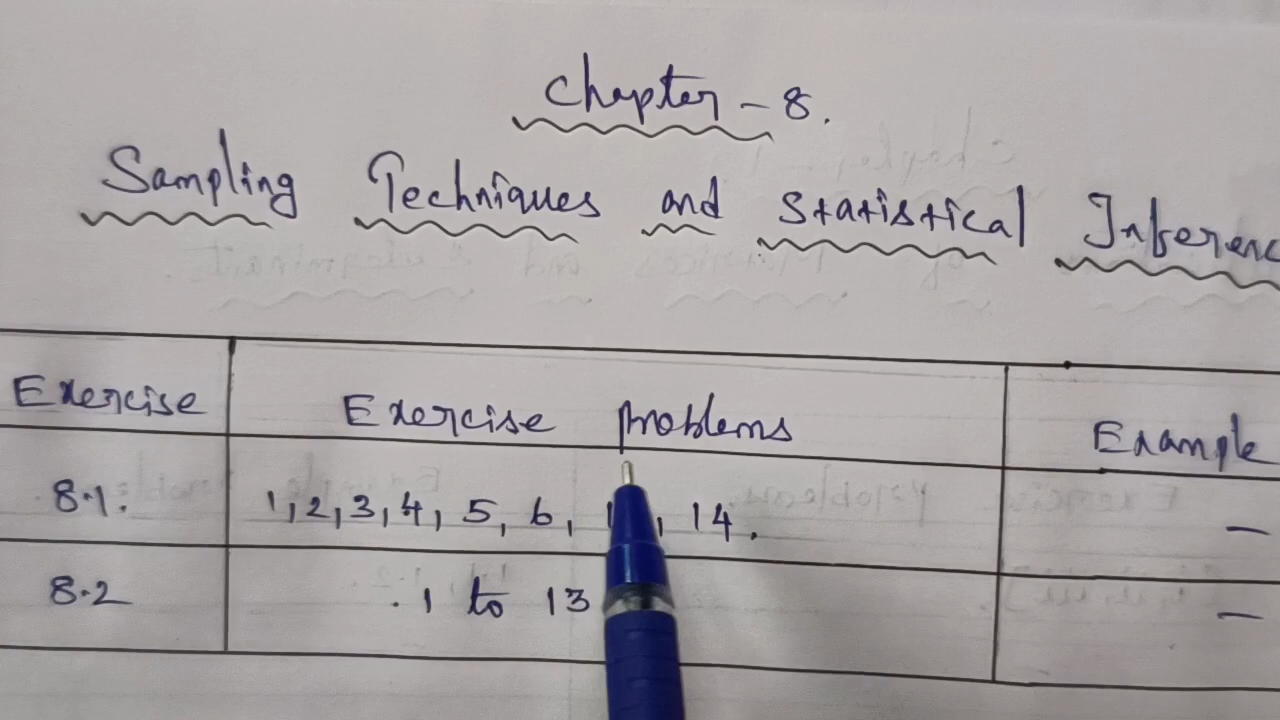 Chapter - 8.
Sampling Techniques and Statistical Inferenc
Exercise Exercise Problems Example
8.1. 1, 2, 3, 4, 5, 6, , 14. -
8.2 . 1 to 13 -